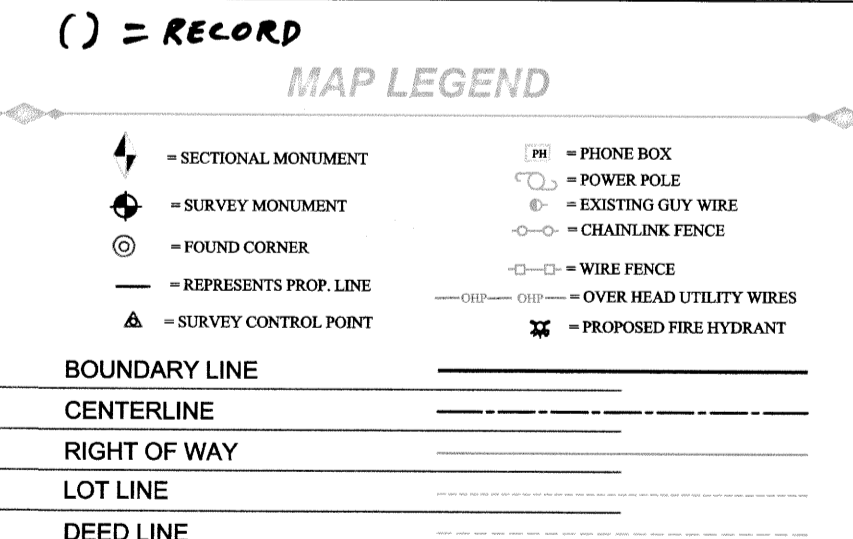 () = RECORD
MAP LEGEND
= SECTIONAL MONUMENT
= SURVEY MONUMENT
= FOUND CORNER
= REPRESENTS PROP. LINE
= SURVEY CONTROL POINT
PH = PHONE BOX
= POWER POLE
= EXISTING GUY WIRE
= CHAINLINK FENCE
= WIRE FENCE
OHP OHP = OVER HEAD UTILITY WIRES
= PROPOSED FIRE HYDRANT
BOUNDARY LINE
CENTERLINE
RIGHT OF WAY
LOT LINE
DEED LINE